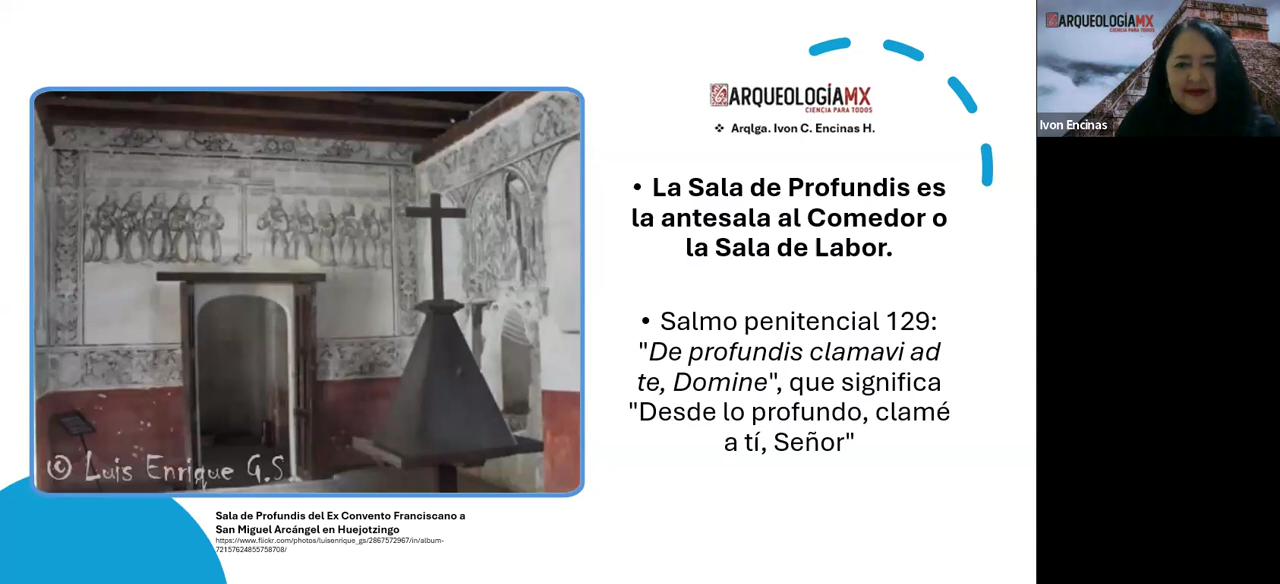 © Luis Enrique G.S.
Sala de Profundis del Ex Convento Franciscano a
San Miguel Arcángel en Huejotzingo
https://www.flickr.com/photos/luisenrique_gs/2867572967/in/album-
72157624855758708/
ARQUEOLOGÍAMX
CIENCIA PARA TODOS
❖ Arqlga. Ivon C. Encinas H.
• La Sala de Profundis es
la antesala al Comedor o
la Sala de Labor.
• Salmo penitencial 129:
"De profundis clamavi ad
te, Domine", que significa
"Desde lo profundo, clamé
a tí, Señor"
ARQUEOLOGÍAMX
CIENCIA PARA TODOS
Ivon Encinas